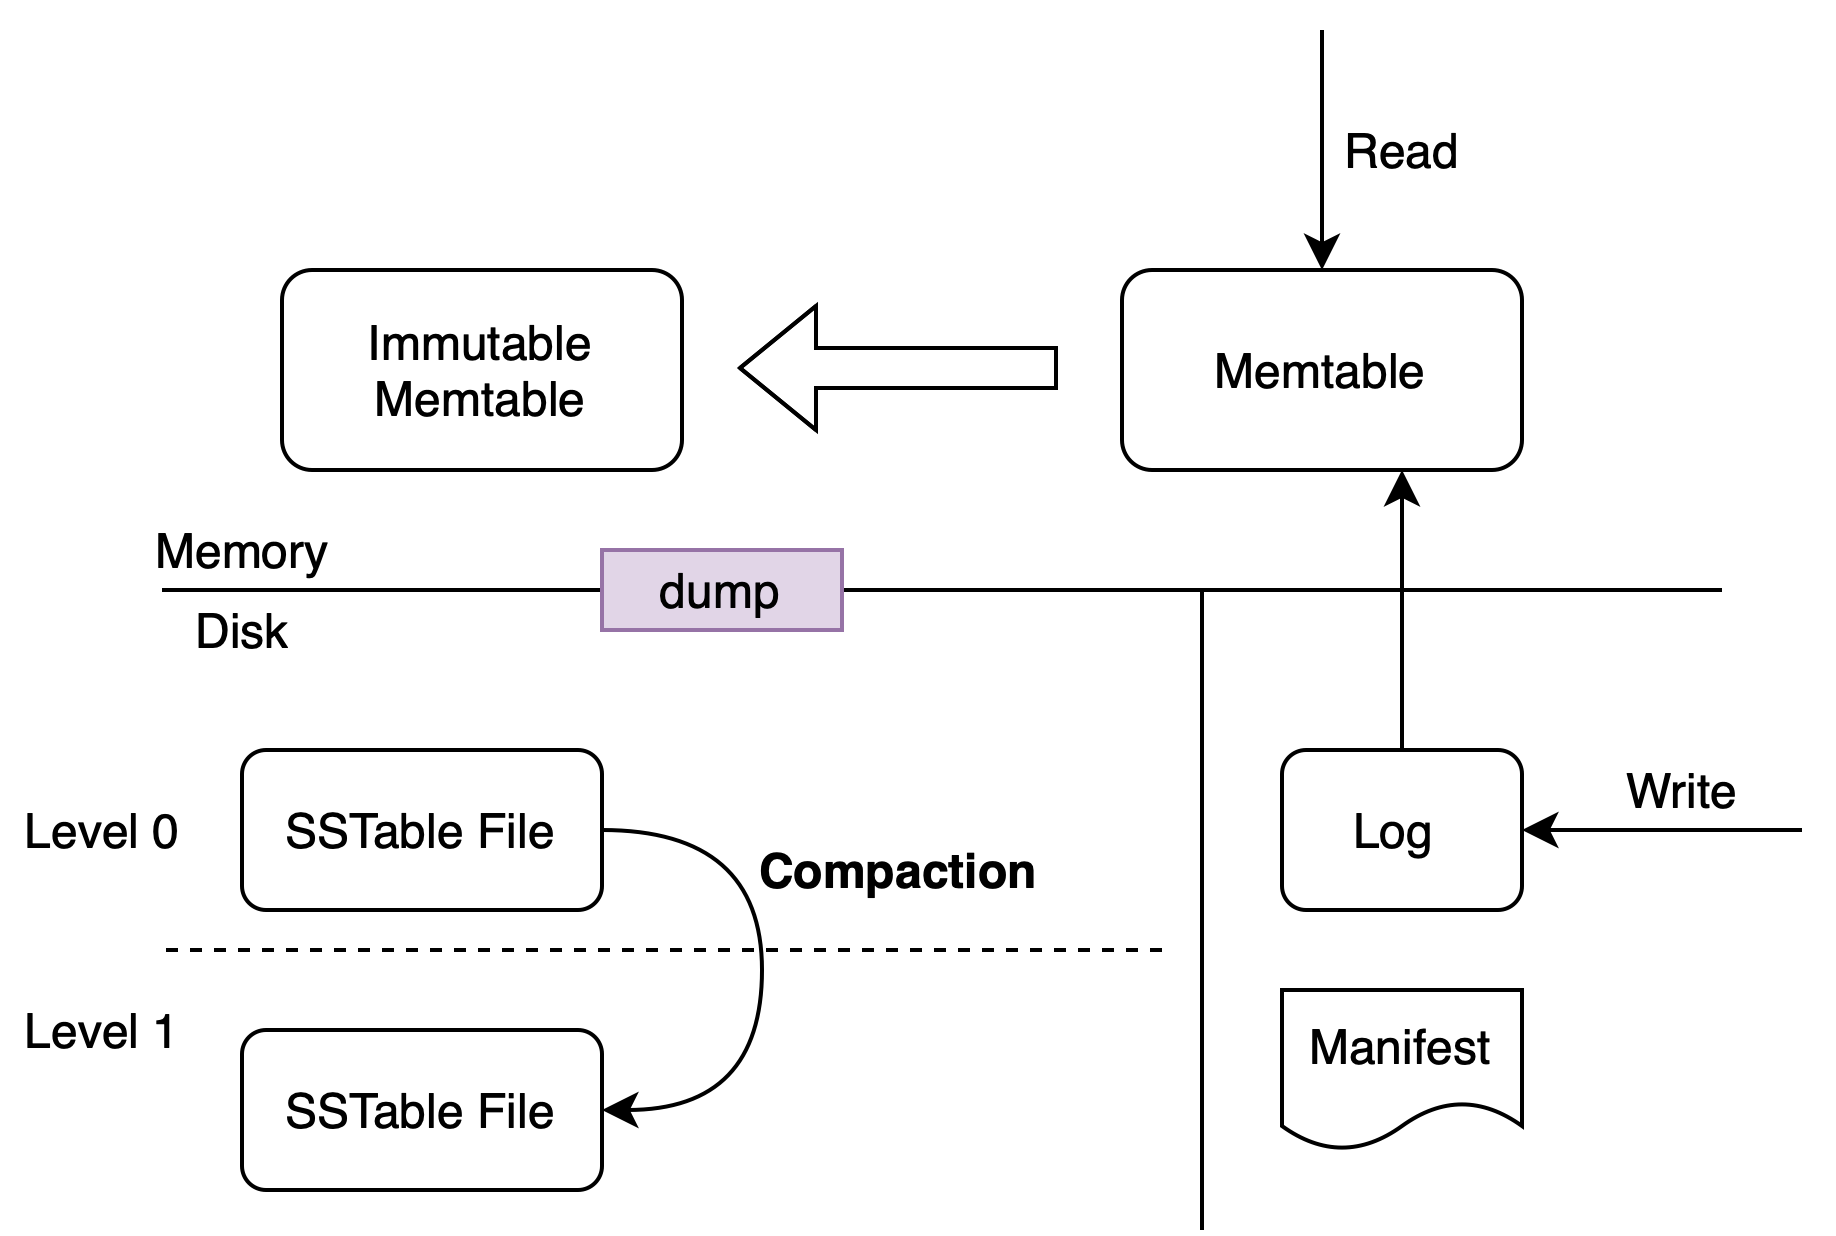 Read
Immutable
Memtable
Memtable
Memory
dump
Disk
Level 0
SSTable File
Compaction
Log
Write
Level 1
SSTable File
Manifest